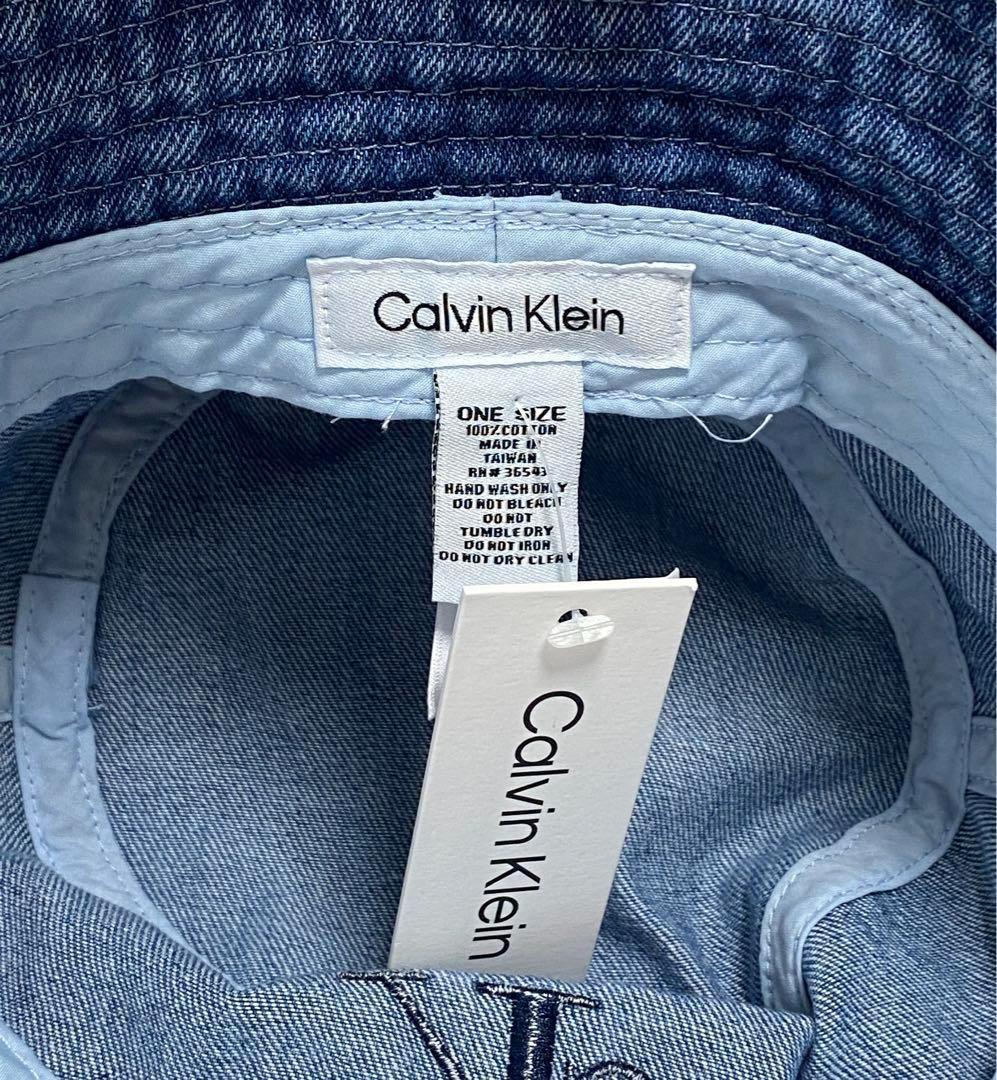 Calvin Klein
ONE SIZE
100% COTTON
MADE IN
TAIWAN
RN# 36543
HAND WASH ONLY
DO NOT BLEACH
DO NOT
TUMBLE DRY
DO NOT IRON
DO NOT DRY CLEAN
Calvin Klein